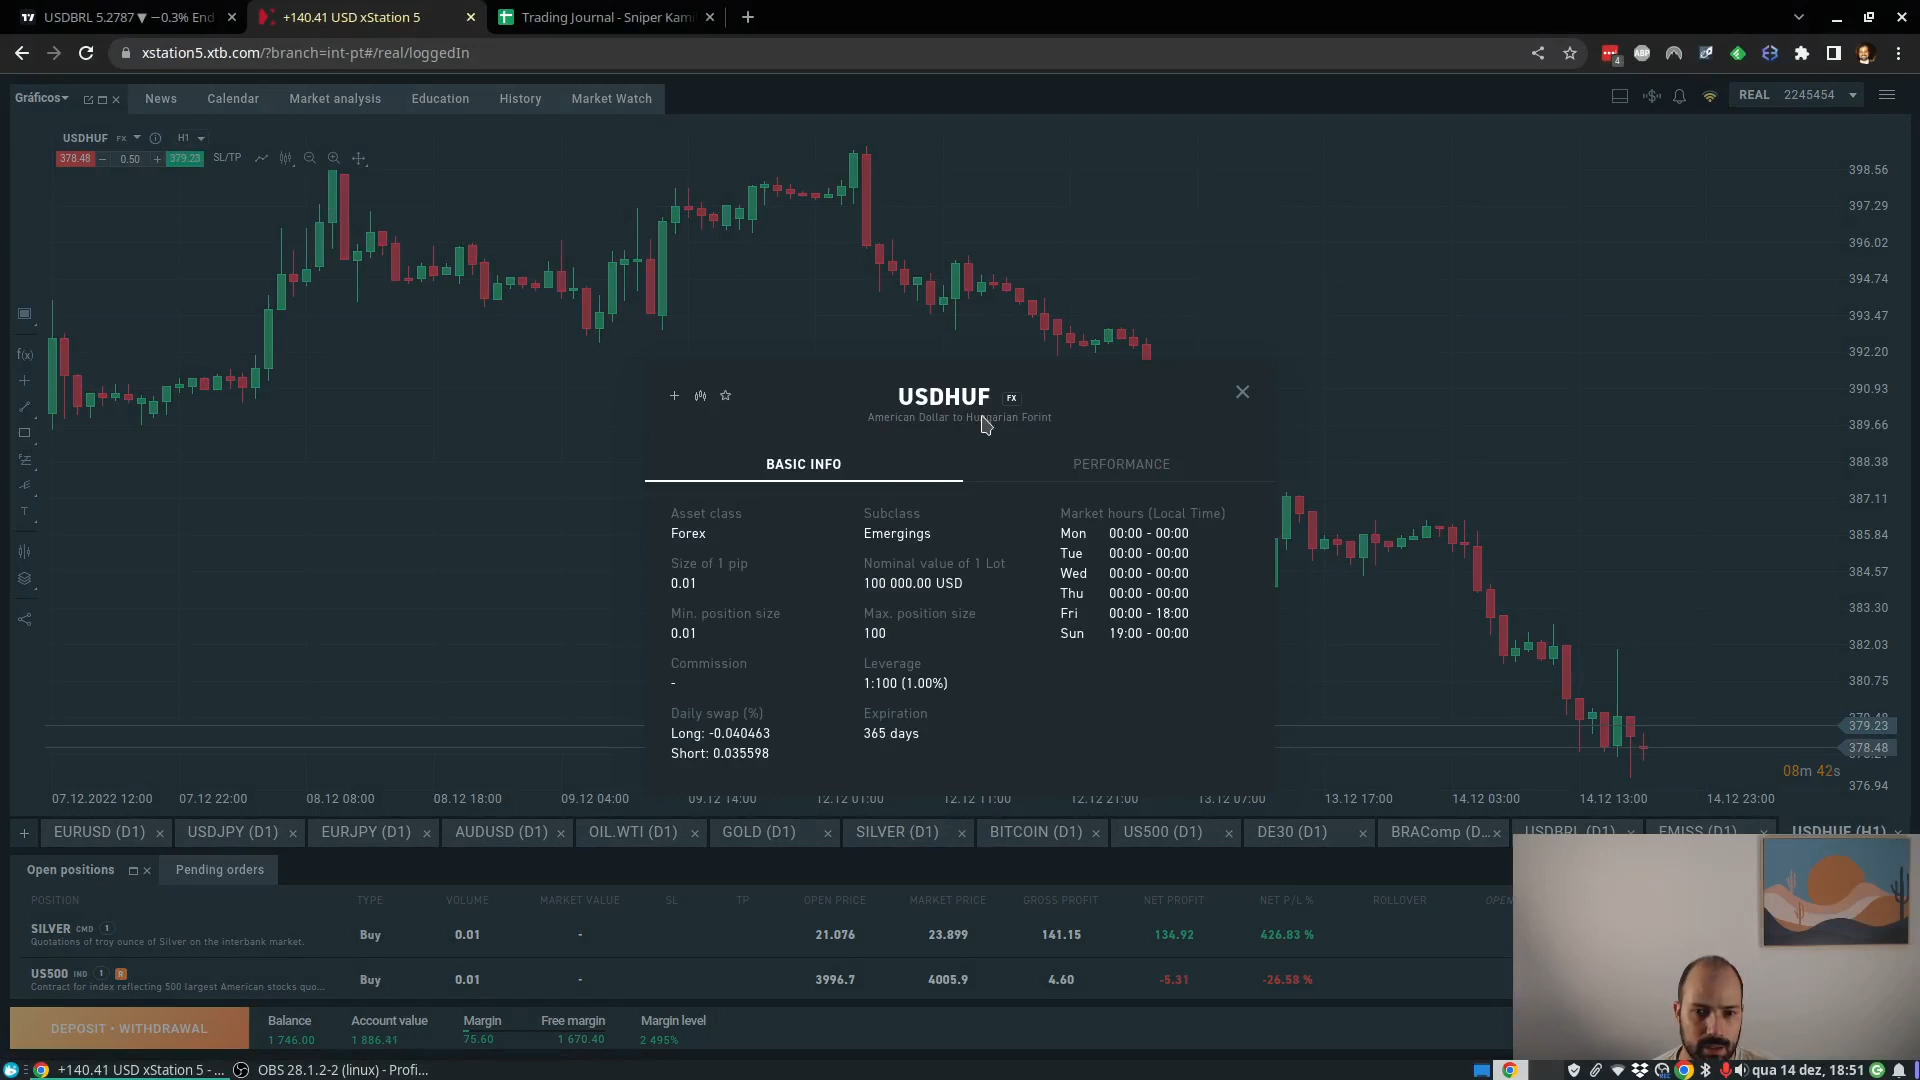 USDBRL 5.2787 ▼ −0.3% End
+140.41 USD xStation 5
Trading Journal - Sniper Kami
xstation5.xtb.com/?branch=int-pt#/real/loggedIn
4
ABP
Gráficos
News
Calendar
Market analysis
Education
History
Market Watch
REAL 2245454
USDHUF FX
H1
378.48 – 0.50 + 379.23 SL/TP
398.56
397.29
396.02
394.74
393.47
392.20
390.93
389.66
388.38
387.11
385.84
384.57
383.30
382.03
380.75
379.23
378.48
376.94
08m 42s
f(x)
T
USDHUF FX
American Dollar to Hungarian Forint
BASIC INFO
PERFORMANCE
Asset class
Forex
Subclass
Emergings
Market hours (Local Time)
Mon 00:00 - 00:00
Tue 00:00 - 00:00
Wed 00:00 - 00:00
Thu 00:00 - 00:00
Fri 00:00 - 18:00
Sun 19:00 - 00:00
Size of 1 pip
0.01
Nominal value of 1 Lot
100 000.00 USD
Min. position size
0.01
Max. position size
100
Commission
-
Leverage
1:100 (1.00%)
Daily swap (%)
Long: -0.040463
Short: 0.035598
Expiration
365 days
07.12.2022 12:00
07.12 22:00
08.12 08:00
08.12 18:00
09.12 04:00
09.12 14:00
12.12 01:00
12.12 11:00
12.12 21:00
13.12 07:00
13.12 17:00
14.12 03:00
14.12 13:00
14.12 23:00
EURUSD (D1)
USDJPY (D1)
EURJPY (D1)
AUDUSD (D1)
OIL.WTI (D1)
GOLD (D1)
SILVER (D1)
BITCOIN (D1)
US500 (D1)
DE30 (D1)
BRAComp (D...
USDBRL (D1)
EMISS (D1)
USDHUF (H1)
Open positions
Pending orders
POSITION TYPE VOLUME MARKET VALUE SL TP OPEN PRICE MARKET PRICE GROSS PROFIT NET PROFIT NET P/L % ROLLOVER OPEN
SILVER CMD 1 Buy 0.01 - 21.076 23.899 141.15 134.92 426.83 %
Quotations of troy ounce of Silver on the interbank market.
US500 IND 1 R Buy 0.01 - 3996.7 4005.9 4.60 -5.31 -26.58 %
Contract for index reflecting 500 largest American stocks quo...
DEPOSIT • WITHDRAWAL
Balance
1 746.00
Account value
1 886.41
Margin
75.60
Free margin
1 670.40
Margin level
2 495%
+140.41 USD xStation 5 - ...
OBS 28.1.2-2 (linux) - Profi...
qua 14 dez, 18:51